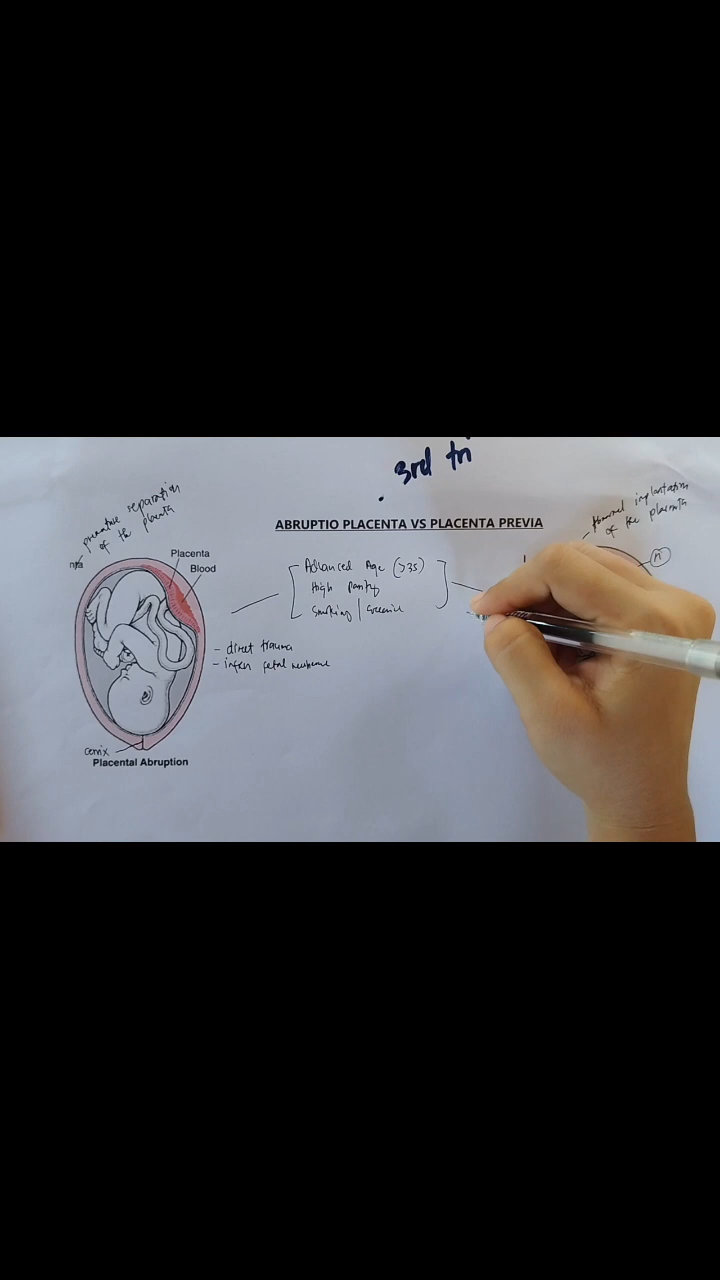 3rd tri
ABRUPTIO PLACENTA VS PLACENTA PREVIA
premature separation
of the placenta
Placenta
Blood
Advanced Age (>35)
High parity
Smoking / cocaine
- direct trauma
- infxn fetal membrane
cervix
Placental Abruption
abnormal implantation
of the placenta
n